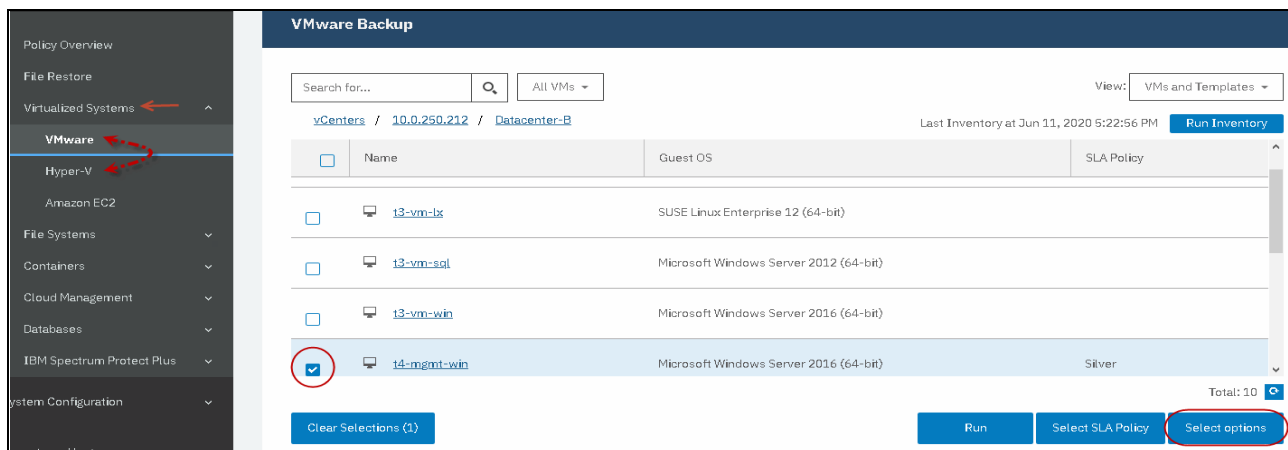 VMware Backup
Policy Overview
File Restore
Virtualized Systems
VMware
Hyper-V
Amazon EC2
File Systems
Containers
Cloud Management
Databases
IBM Spectrum Protect Plus
ystem Configuration
Search for...
All VMs
View: VMs and Templates
vCenters / 10.0.250.212 / Datacenter-B
Last Inventory at Jun 11, 2020 5:22:56 PM Run Inventory
Name Guest OS SLA Policy
t3-vm-lx SUSE Linux Enterprise 12 (64-bit)
t3-vm-sql Microsoft Windows Server 2012 (64-bit)
t3-vm-win Microsoft Windows Server 2016 (64-bit)
t4-mgmt-win Microsoft Windows Server 2016 (64-bit) Silver
Total: 10
Clear Selections (1) Run Select SLA Policy Select options